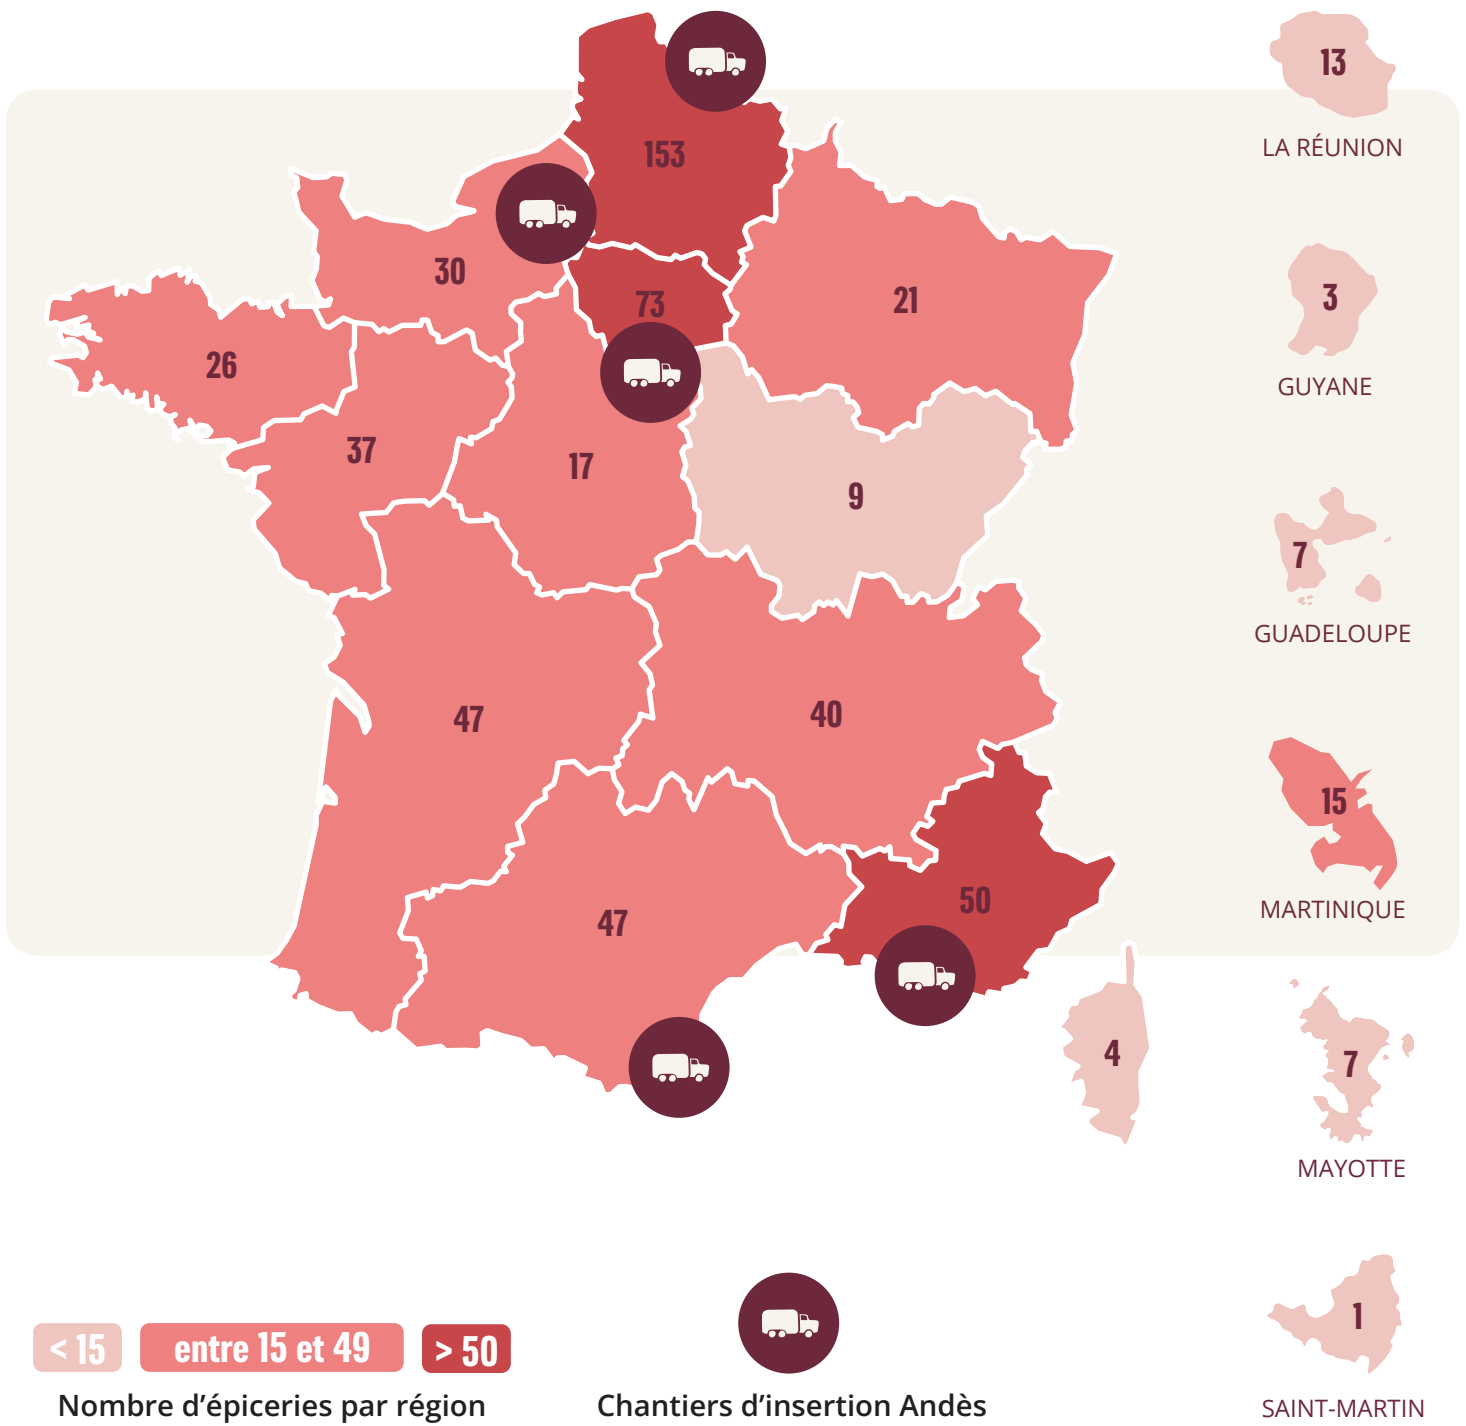 153
30
73
21
26
37
17
9
47
40
47
50
4
13
LA RÉUNION
3
GUYANE
7
GUADELOUPE
15
MARTINIQUE
7
MAYOTTE
1
SAINT-MARTIN
< 15
entre 15 et 49
> 50
Nombre d’épiceries par région
Chantiers d’insertion Andès